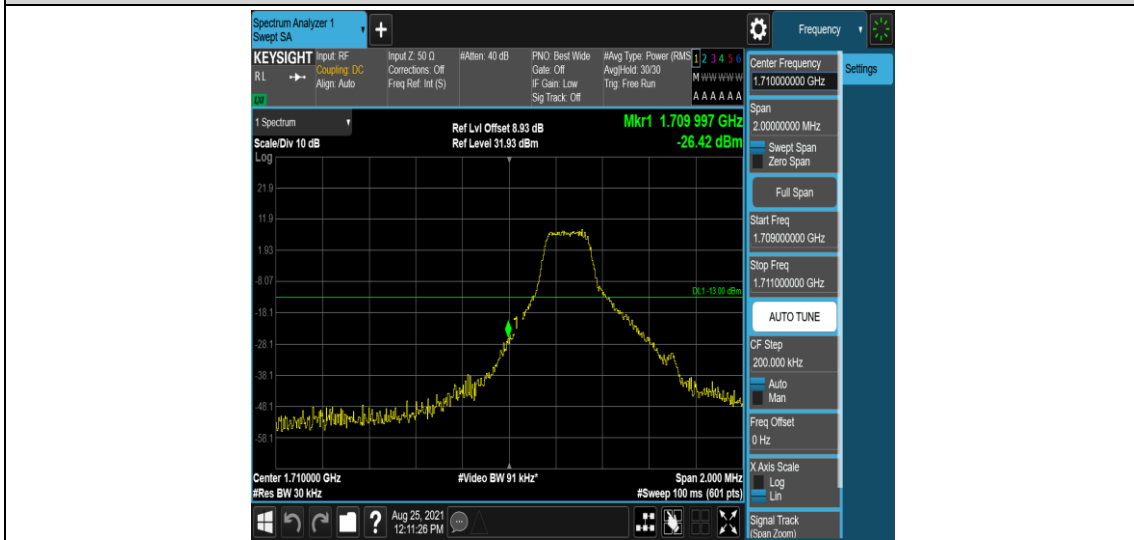 Spectrum Analyzer 1
Swept SA
Frequency
KEYSIGHT
RL
LXI
Input: RF
Coupling: DC
Align: Auto
Input Z: 50 Ω
Corrections: Off
Freq Ref: Int (S)
#Atten: 40 dB
PNO: Best Wide
Gate: Off
IF Gain: Low
Sig Track: Off
#Avg Type: Power (RMS
Avg|Hold: 30/30
Trig: Free Run
1 2 3 4 5 6
M W W W W W
A A A A A A
1 Spectrum
Scale/Div 10 dB
Log
Ref Lvl Offset 8.93 dB
Ref Level 31.93 dBm
Mkr1 1.709 997 GHz
-26.42 dBm
21.9
11.9
1.93
-8.07
-18.1
-28.1
-38.1
-48.1
-58.1
DL1 -13.00 dBm
1
Center 1.710000 GHz
#Res BW 30 kHz
#Video BW 91 kHz*
Span 2.000 MHz
#Sweep 100 ms (601 pts)
Center Frequency
1.710000000 GHz
Settings
Span
2.00000000 MHz
Swept Span
Zero Span
Full Span
Start Freq
1.709000000 GHz
Stop Freq
1.711000000 GHz
AUTO TUNE
CF Step
200.000 kHz
Auto
Man
Freq Offset
0 Hz
X Axis Scale
Log
Lin
Signal Track
(Span Zoom)
?
Aug 25, 2021
12:11:26 PM